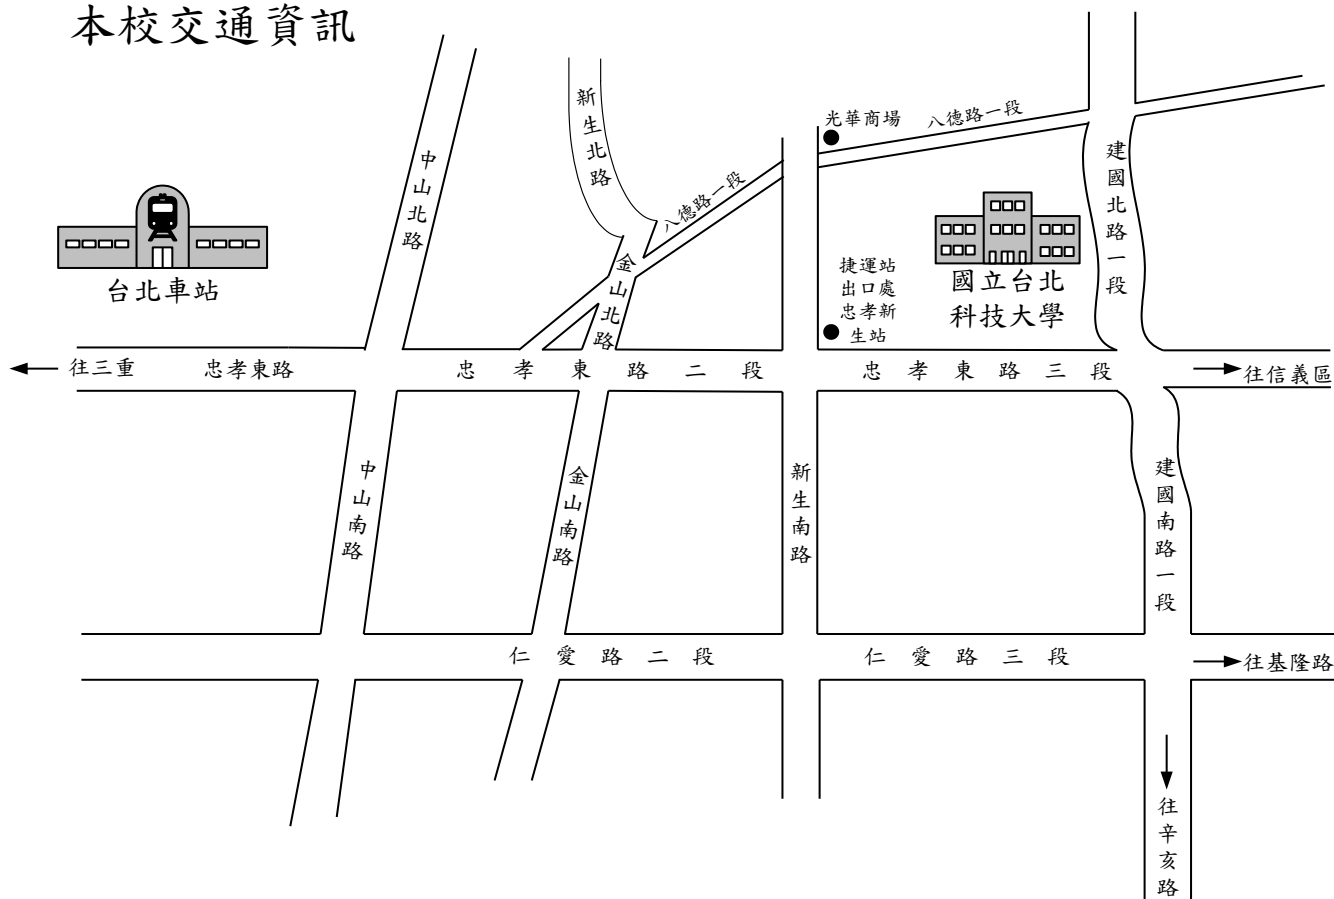 本校交通資訊
新生北路
光華商場
八德路一段
中山北路
建國北路一段
八德路一段
台北車站
金山北路
捷運站
出口處
忠孝新
生站
國立台北
科技大學
往三重
忠孝東路
忠孝東路二段
忠孝東路三段
往信義區
中山南路
金山南路
新生南路
建國南路一段
仁愛路二段
仁愛路三段
往基隆路
往辛亥路